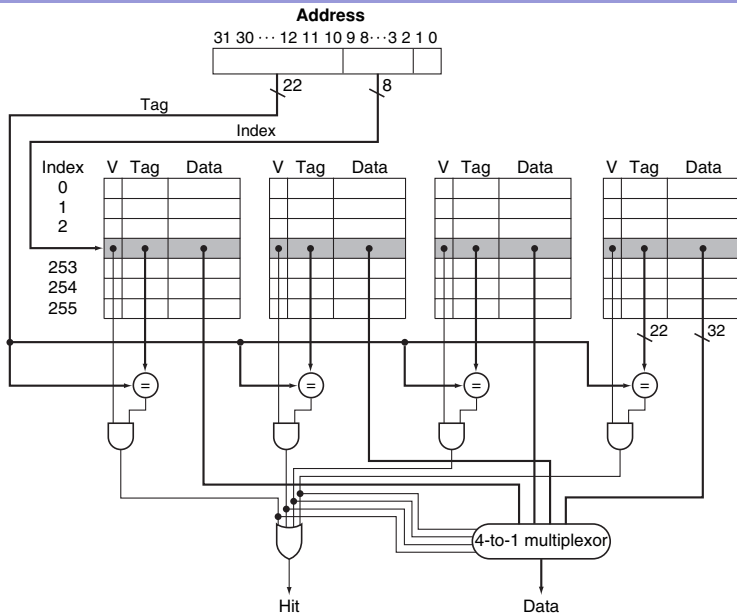 Address
31 30 ··· 12 11 10 9 8···3 2 1 0
22
8
Tag
Index
Index V Tag Data V Tag Data V Tag Data V Tag Data
0
1
2
253
254
255
22
32
= = = =
4-to-1 multiplexor
Hit
Data